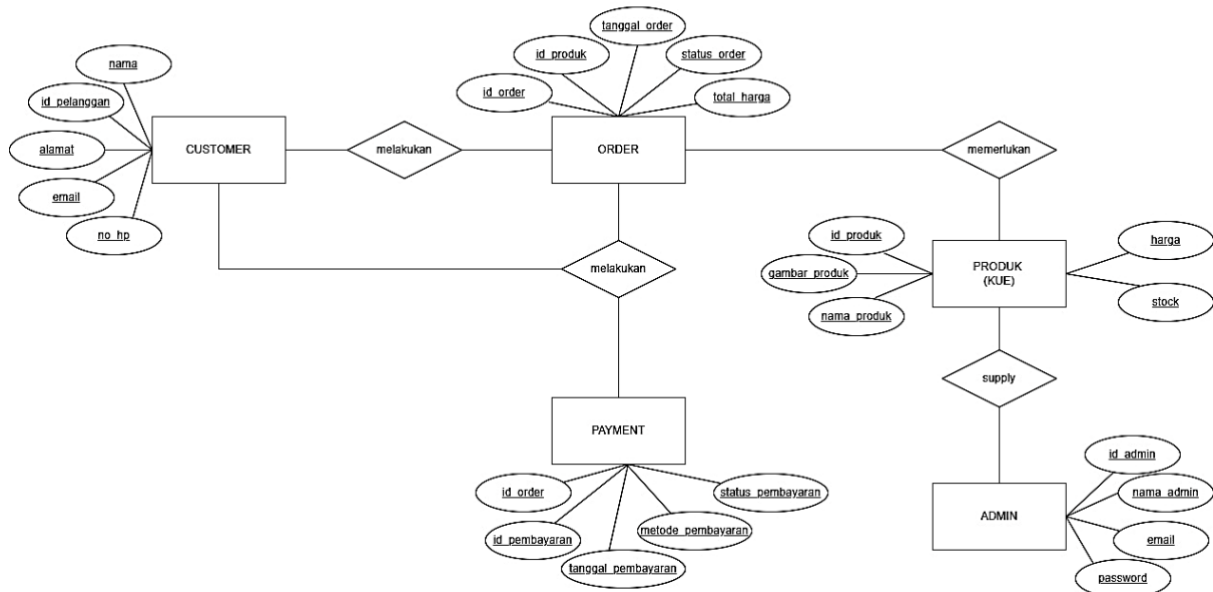 tanggal_order
id_produk
status_order
id_order
total_harga
nama
id_pelanggan
alamat
email
no_hp
CUSTOMER
melakukan
ORDER
memerlukan
melakukan
id_produk
gambar_produk
nama_produk
PRODUK
(KUE)
harga
stock
supply
PAYMENT
id_order
id_pembayaran
tanggal_pembayaran
metode_pembayaran
status_pembayaran
ADMIN
id_admin
nama_admin
email
password